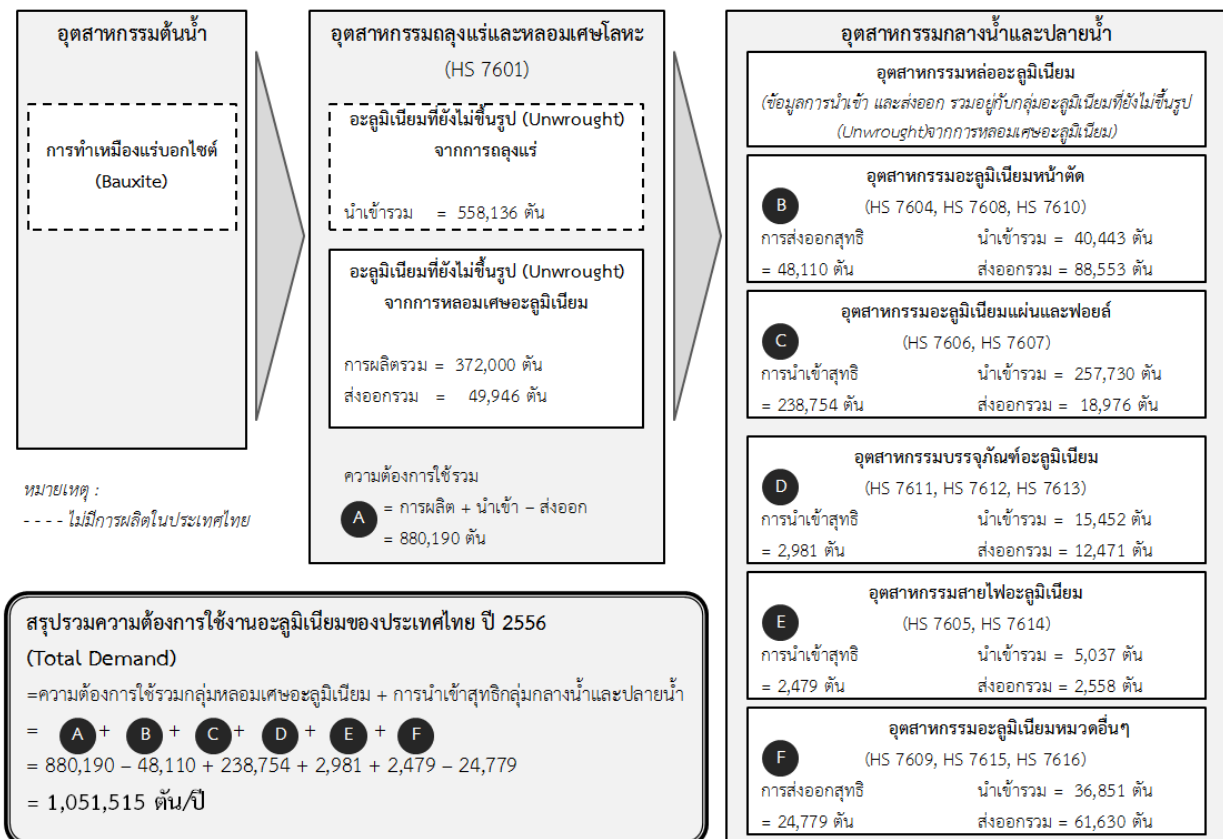 อุตสาหกรรมต้นน้ำ
การทำเหมืองแร่บอกไซต์
(Bauxite)
หมายเหตุ :
- - - - ไม่มีการผลิตในประเทศไทย
อุตสาหกรรมถลุงแร่และหลอมเศษโลหะ
(HS 7601)
อะลูมิเนียมที่ยังไม่ขึ้นรูป (Unwrought)
จากการถลุงแร่
นำเข้ารวม = 558,136 ตัน
อะลูมิเนียมที่ยังไม่ขึ้นรูป (Unwrought)
จากการหลอมเศษอะลูมิเนียม
การผลิตรวม = 372,000 ตัน
ส่งออกรวม = 49,946 ตัน
ความต้องการใช้รวม
A = การผลิต + นำเข้า – ส่งออก
= 880,190 ตัน
อุตสาหกรรมกลางน้ำและปลายน้ำ
อุตสาหกรรมหล่ออะลูมิเนียม
(ข้อมูลการนำเข้า และส่งออก รวมอยู่กับกลุ่มอะลูมิเนียมที่ยังไม่ขึ้นรูป
(Unwrought)จากการหลอมเศษอะลูมิเนียม)
อุตสาหกรรมอะลูมิเนียมหน้าตัด
B (HS 7604, HS 7608, HS 7610)
การส่งออกสุทธิ นำเข้ารวม = 40,443 ตัน
= 48,110 ตัน ส่งออกรวม = 88,553 ตัน
อุตสาหกรรมอะลูมิเนียมแผ่นและฟอยล์
C (HS 7606, HS 7607)
การนำเข้าสุทธิ นำเข้ารวม = 257,730 ตัน
= 238,754 ตัน ส่งออกรวม = 18,976 ตัน
อุตสาหกรรมบรรจุภัณฑ์อะลูมิเนียม
D (HS 7611, HS 7612, HS 7613)
การนำเข้าสุทธิ นำเข้ารวม = 15,452 ตัน
= 2,981 ตัน ส่งออกรวม = 12,471 ตัน
อุตสาหกรรมสายไฟอะลูมิเนียม
E (HS 7605, HS 7614)
การนำเข้าสุทธิ นำเข้ารวม = 5,037 ตัน
= 2,479 ตัน ส่งออกรวม = 2,558 ตัน
อุตสาหกรรมอะลูมิเนียมหมวดอื่นๆ
F (HS 7609, HS 7615, HS 7616)
การส่งออกสุทธิ นำเข้ารวม = 36,851 ตัน
= 24,779 ตัน ส่งออกรวม = 61,630 ตัน
สรุปรวมความต้องการใช้งานอะลูมิเนียมของประเทศไทย ปี 2556
(Total Demand)
=ความต้องการใช้รวมกลุ่มหลอมเศษอะลูมิเนียม + การนำเข้าสุทธิกลุ่มกลางน้ำและปลายน้ำ
= A + B + C + D + E + F
= 880,190 – 48,110 + 238,754 + 2,981 + 2,479 – 24,779
= 1,051,515 ตัน/ปี